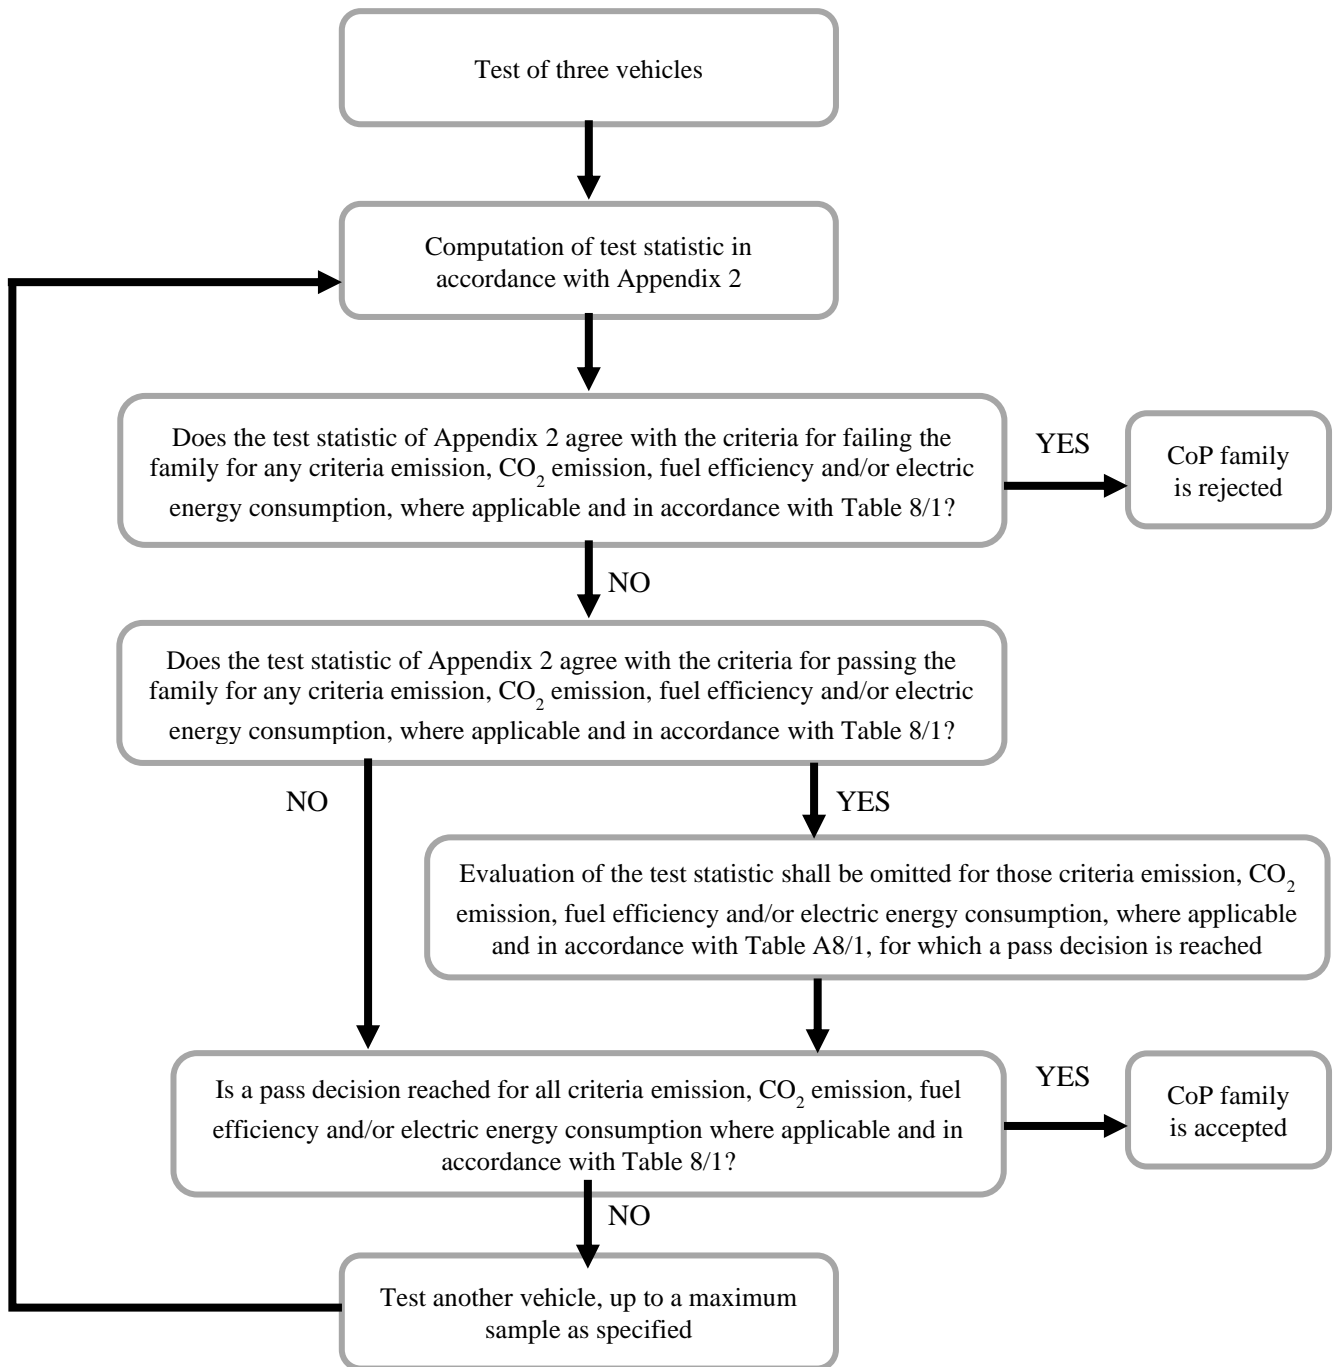 Test of three vehicles
Computation of test statistic in
accordance with Appendix 2
Does the test statistic of Appendix 2 agree with the criteria for failing the
family for any criteria emission, CO₂ emission, fuel efficiency and/or electric
energy consumption, where applicable and in accordance with Table 8/1?
YES
CoP family
is rejected
NO
Does the test statistic of Appendix 2 agree with the criteria for passing the
family for any criteria emission, CO₂ emission, fuel efficiency and/or electric
energy consumption, where applicable and in accordance with Table 8/1?
NO
YES
Evaluation of the test statistic shall be omitted for those criteria emission, CO₂
emission, fuel efficiency and/or electric energy consumption, where applicable
and in accordance with Table A8/1, for which a pass decision is reached
Is a pass decision reached for all criteria emission, CO₂ emission, fuel
efficiency and/or electric energy consumption where applicable and in
accordance with Table 8/1?
YES
CoP family
is accepted
NO
Test another vehicle, up to a maximum
sample as specified